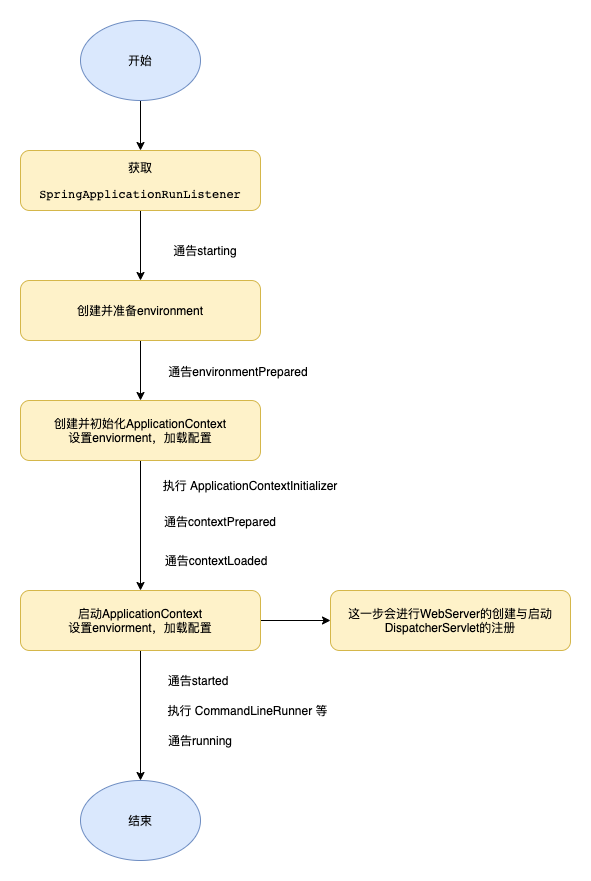 开始
获取
SpringApplicationRunListener
通告starting
创建并准备environment
通告environmentPrepared
创建并初始化ApplicationContext
设置enviorment，加载配置
执行 ApplicationContextInitializer
通告contextPrepared
通告contextLoaded
启动ApplicationContext
设置enviorment，加载配置
这一步会进行WebServer的创建与启动
DispatcherServlet的注册
通告started
执行 CommandLineRunner 等
通告running
结束